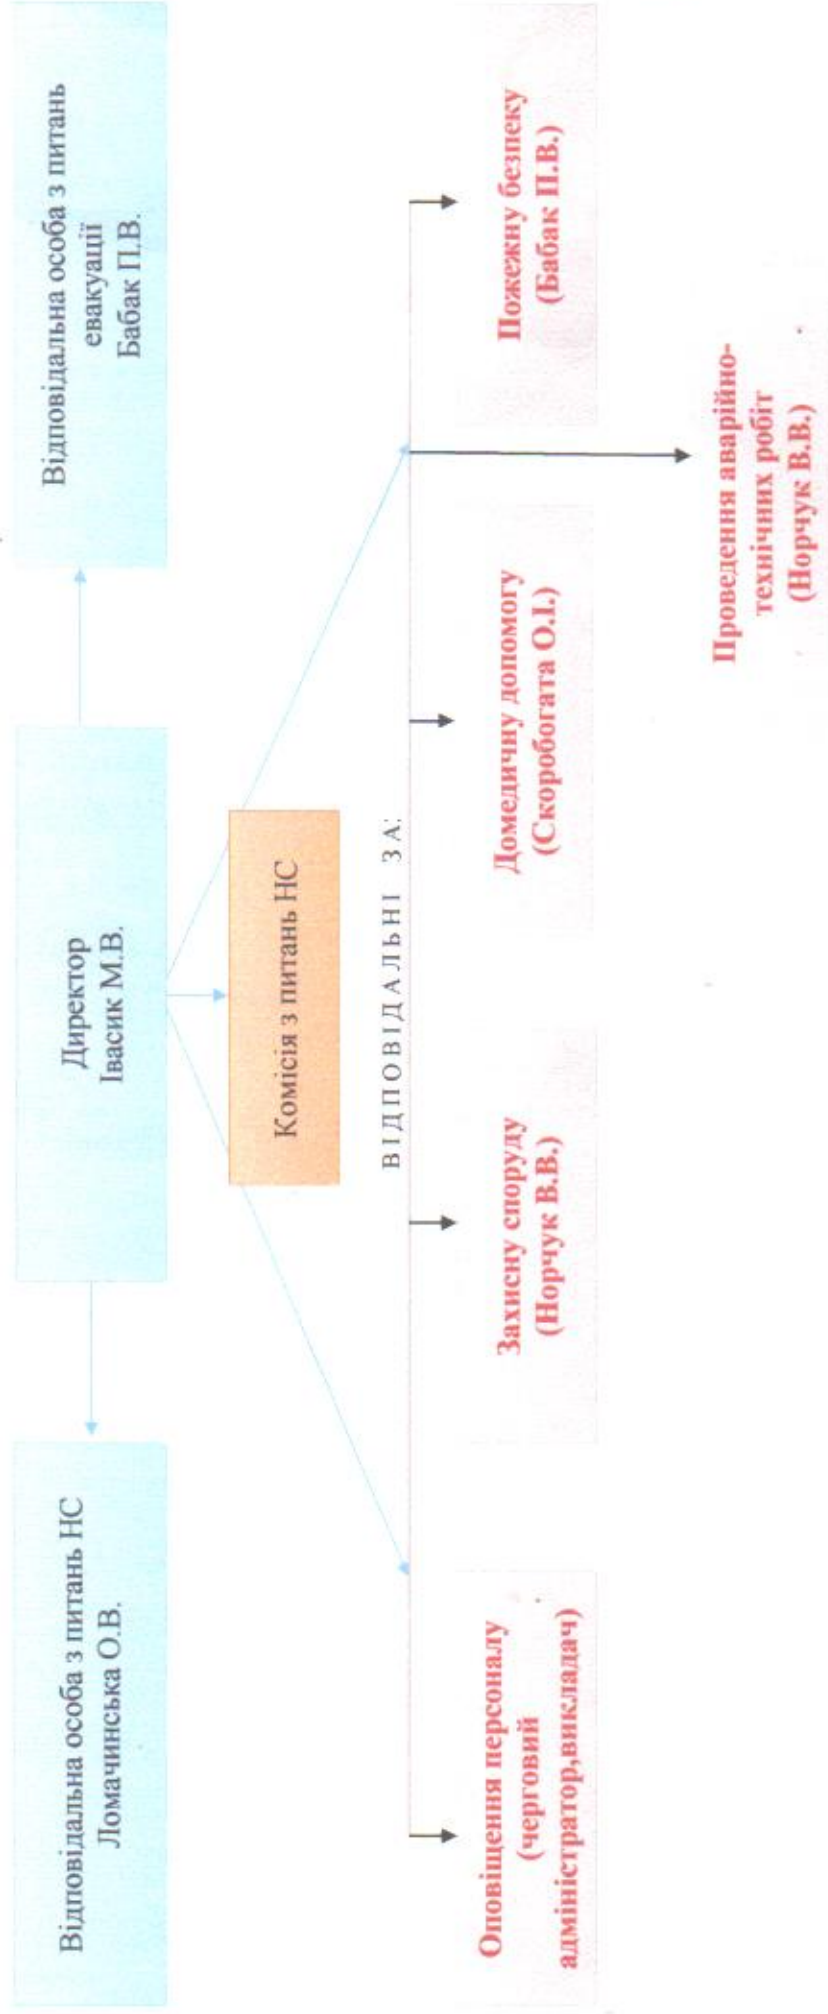 Відповідальна особа з питань НС
Ломачинська О.В.
Директор
Івасик М.В.
Відповідальна особа з питань
евакуації
Бабак П.В.
Комісія з питань НС
ВІДПОВІДАЛЬНІ ЗА:
Оповіщення персоналу
(черговий
адміністратор,викладач)
Захисну споруду
(Норчук В.В.)
Домедичну допомогу
(Скоробогата О.І.)
Пожежну безпеку
(Бабак П.В.)
Проведення аварійно-
технічних робіт
(Норчук В.В.)